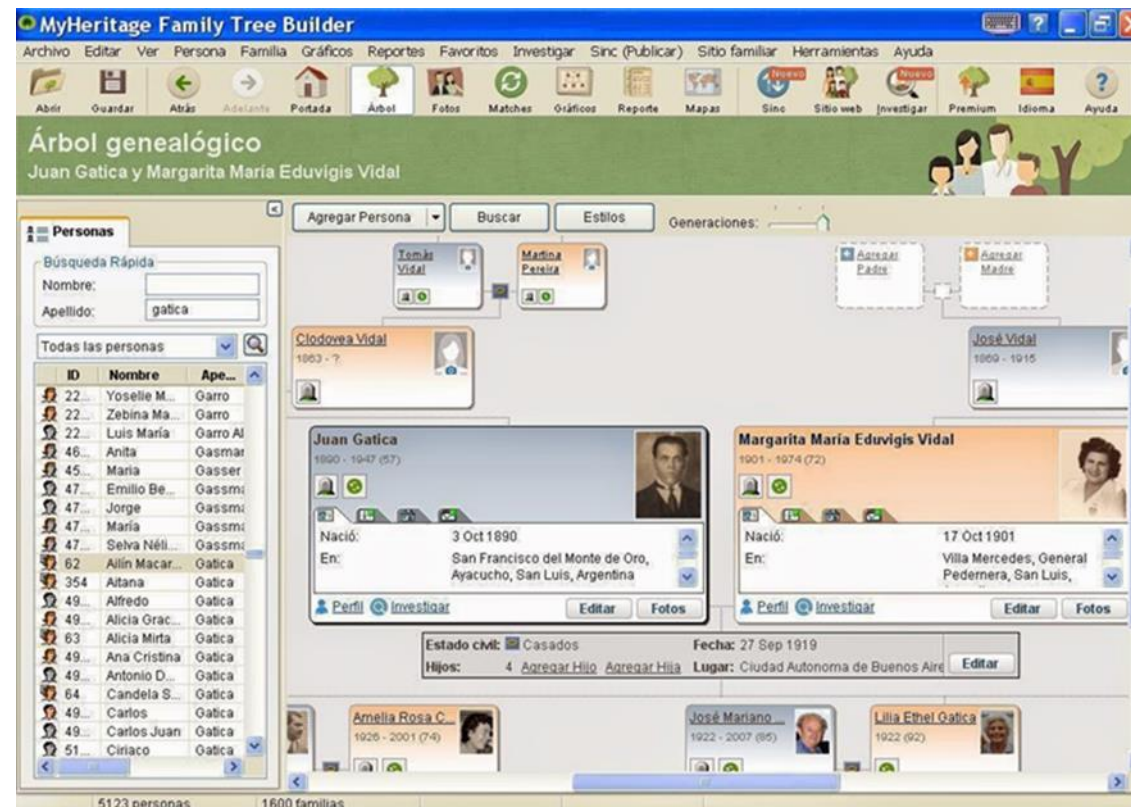 MyHeritage Family Tree Builder
Archivo Editar Ver Persona Familia Gráficos Reportes Favoritos Investigar Sinc (Publicar) Sitio familiar Herramientas Ayuda
Nuevo Nuevo
Abrir Guardar Atrás Adelante Portada Árbol Fotos Matches Gráficos Reporte Mapas Sinc Sitio web Investigar Premium Idioma Ayuda
Árbol genealógico
Juan Gatica y Margarita María Eduvigis Vidal
Personas
Búsqueda Rápida
Nombre:
Apellido: gatica
Todas las personas
ID Nombre Ape...
22... Yoselie M... Garro
22... Zebina Ma... Garro
22... Luis María Garro Al
46... Anita Gasmar
45... Maria Gasser
47... Emilio Be... Gassma
47... Jorge Gassma
47... María Gassma
47... Selva Néli... Gassma
62 Ailín Macar... Gatica
354 Aitana Gatica
49... Alfredo Gatica
49... Alicia Grac... Gatica
63 Alicia Mirta Gatica
49... Ana Cristina Gatica
49... Antonio D... Gatica
64 Candela S... Gatica
49... Carlos Gatica
49... Carlos Juan Gatica
51... Ciriaco Gatica
Agregar Persona Buscar Estilos Generaciones:
Tomás Vidal
Martina Pereira
Agregar Padre
Agregar Madre
Clodovea Vidal
1863 - ?
José Vidal
1869 - 1915
Juan Gatica
1890 - 1947 (57)
Nació: 3 Oct 1890
En: San Francisco del Monte de Oro,
Ayacucho, San Luis, Argentina
Perfil Investigar Editar Fotos
Margarita María Eduvigis Vidal
1901 - 1974 (72)
Nació: 17 Oct 1901
En: Villa Mercedes, General
Pedernera, San Luis,
Perfil Investigar Editar Fotos
Estado civil: Casados Fecha: 27 Sep 1919
Hijos: 4 Agregar Hijo Agregar Hija Lugar: Ciudad Autonoma de Buenos Aire Editar
Amelia Rosa C...
1926 - 2001 (74)
José Mariano ...
1922 - 2007 (85)
Lilia Ethel Gatica
1922 (92)
5123 personas 1600 familias